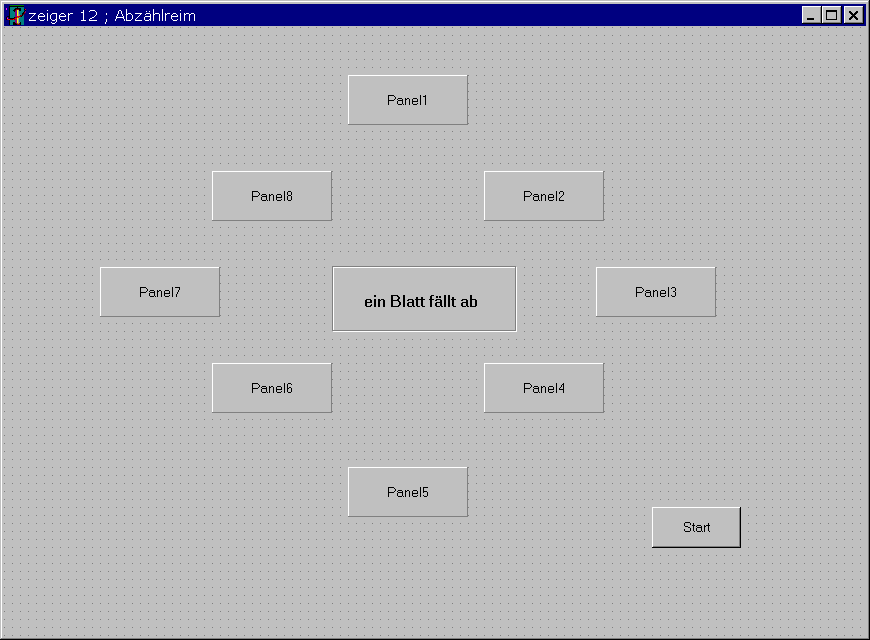 zeiger 12 ; Abzählreim
Panel1
Panel8
Panel2
Panel7
ein Blatt fällt ab
Panel3
Panel6
Panel4
Panel5
Start